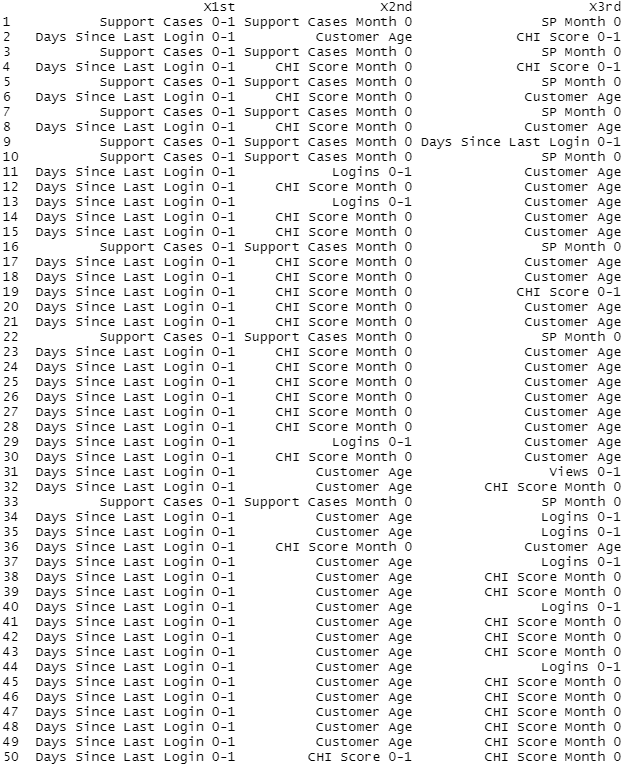 X1st X2nd X3rd
1 Support Cases 0-1 Support Cases Month 0 SP Month 0
2 Days Since Last Login 0-1 Customer Age CHI Score 0-1
3 Support Cases 0-1 Support Cases Month 0 SP Month 0
4 Days Since Last Login 0-1 CHI Score Month 0 CHI Score 0-1
5 Support Cases 0-1 Support Cases Month 0 SP Month 0
6 Days Since Last Login 0-1 CHI Score Month 0 Customer Age
7 Support Cases 0-1 Support Cases Month 0 SP Month 0
8 Days Since Last Login 0-1 CHI Score Month 0 Customer Age
9 Support Cases 0-1 Support Cases Month 0 Days Since Last Login 0-1
10 Support Cases 0-1 Support Cases Month 0 SP Month 0
11 Days Since Last Login 0-1 Logins 0-1 Customer Age
12 Days Since Last Login 0-1 CHI Score Month 0 Customer Age
13 Days Since Last Login 0-1 Logins 0-1 Customer Age
14 Days Since Last Login 0-1 CHI Score Month 0 Customer Age
15 Days Since Last Login 0-1 CHI Score Month 0 Customer Age
16 Support Cases 0-1 Support Cases Month 0 SP Month 0
17 Days Since Last Login 0-1 CHI Score Month 0 Customer Age
18 Days Since Last Login 0-1 CHI Score Month 0 Customer Age
19 Days Since Last Login 0-1 CHI Score Month 0 CHI Score 0-1
20 Days Since Last Login 0-1 CHI Score Month 0 Customer Age
21 Days Since Last Login 0-1 CHI Score Month 0 Customer Age
22 Support Cases 0-1 Support Cases Month 0 SP Month 0
23 Days Since Last Login 0-1 CHI Score Month 0 Customer Age
24 Days Since Last Login 0-1 CHI Score Month 0 Customer Age
25 Days Since Last Login 0-1 CHI Score Month 0 Customer Age
26 Days Since Last Login 0-1 CHI Score Month 0 Customer Age
27 Days Since Last Login 0-1 CHI Score Month 0 Customer Age
28 Days Since Last Login 0-1 CHI Score Month 0 Customer Age
29 Days Since Last Login 0-1 Logins 0-1 Customer Age
30 Days Since Last Login 0-1 CHI Score Month 0 Customer Age
31 Days Since Last Login 0-1 Customer Age Views 0-1
32 Days Since Last Login 0-1 Customer Age CHI Score Month 0
33 Support Cases 0-1 Support Cases Month 0 SP Month 0
34 Days Since Last Login 0-1 Customer Age Logins 0-1
35 Days Since Last Login 0-1 Customer Age Logins 0-1
36 Days Since Last Login 0-1 CHI Score Month 0 Customer Age
37 Days Since Last Login 0-1 Customer Age Logins 0-1
38 Days Since Last Login 0-1 Customer Age CHI Score Month 0
39 Days Since Last Login 0-1 Customer Age CHI Score Month 0
40 Days Since Last Login 0-1 Customer Age Logins 0-1
41 Days Since Last Login 0-1 Customer Age CHI Score Month 0
42 Days Since Last Login 0-1 Customer Age CHI Score Month 0
43 Days Since Last Login 0-1 Customer Age CHI Score Month 0
44 Days Since Last Login 0-1 Customer Age Logins 0-1
45 Days Since Last Login 0-1 Customer Age CHI Score Month 0
46 Days Since Last Login 0-1 Customer Age CHI Score Month 0
47 Days Since Last Login 0-1 Customer Age CHI Score Month 0
48 Days Since Last Login 0-1 Customer Age CHI Score Month 0
49 Days Since Last Login 0-1 Customer Age CHI Score Month 0
50 Days Since Last Login 0-1 CHI Score 0-1 CHI Score Month 0